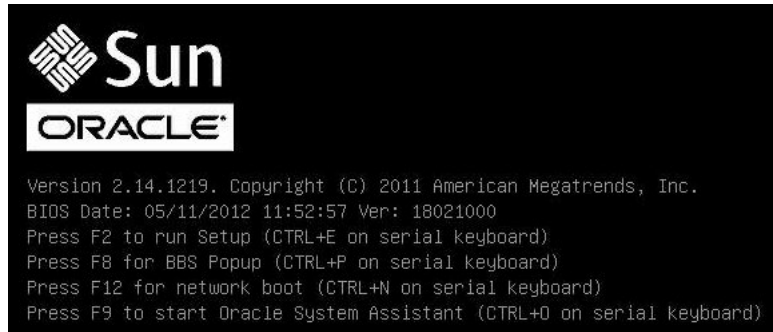 Sun
ORACLE
Version 2.14.1219. Copyright (C) 2011 American Megatrends, Inc.
BIOS Date: 05/11/2012 11:52:57 Ver: 18021000
Press F2 to run Setup (CTRL+E on serial keyboard)
Press F8 for BBS Popup (CTRL+P on serial keyboard)
Press F12 for network boot (CTRL+N on serial keyboard)
Press F9 to start Oracle System Assistant (CTRL+O on serial keyboard)